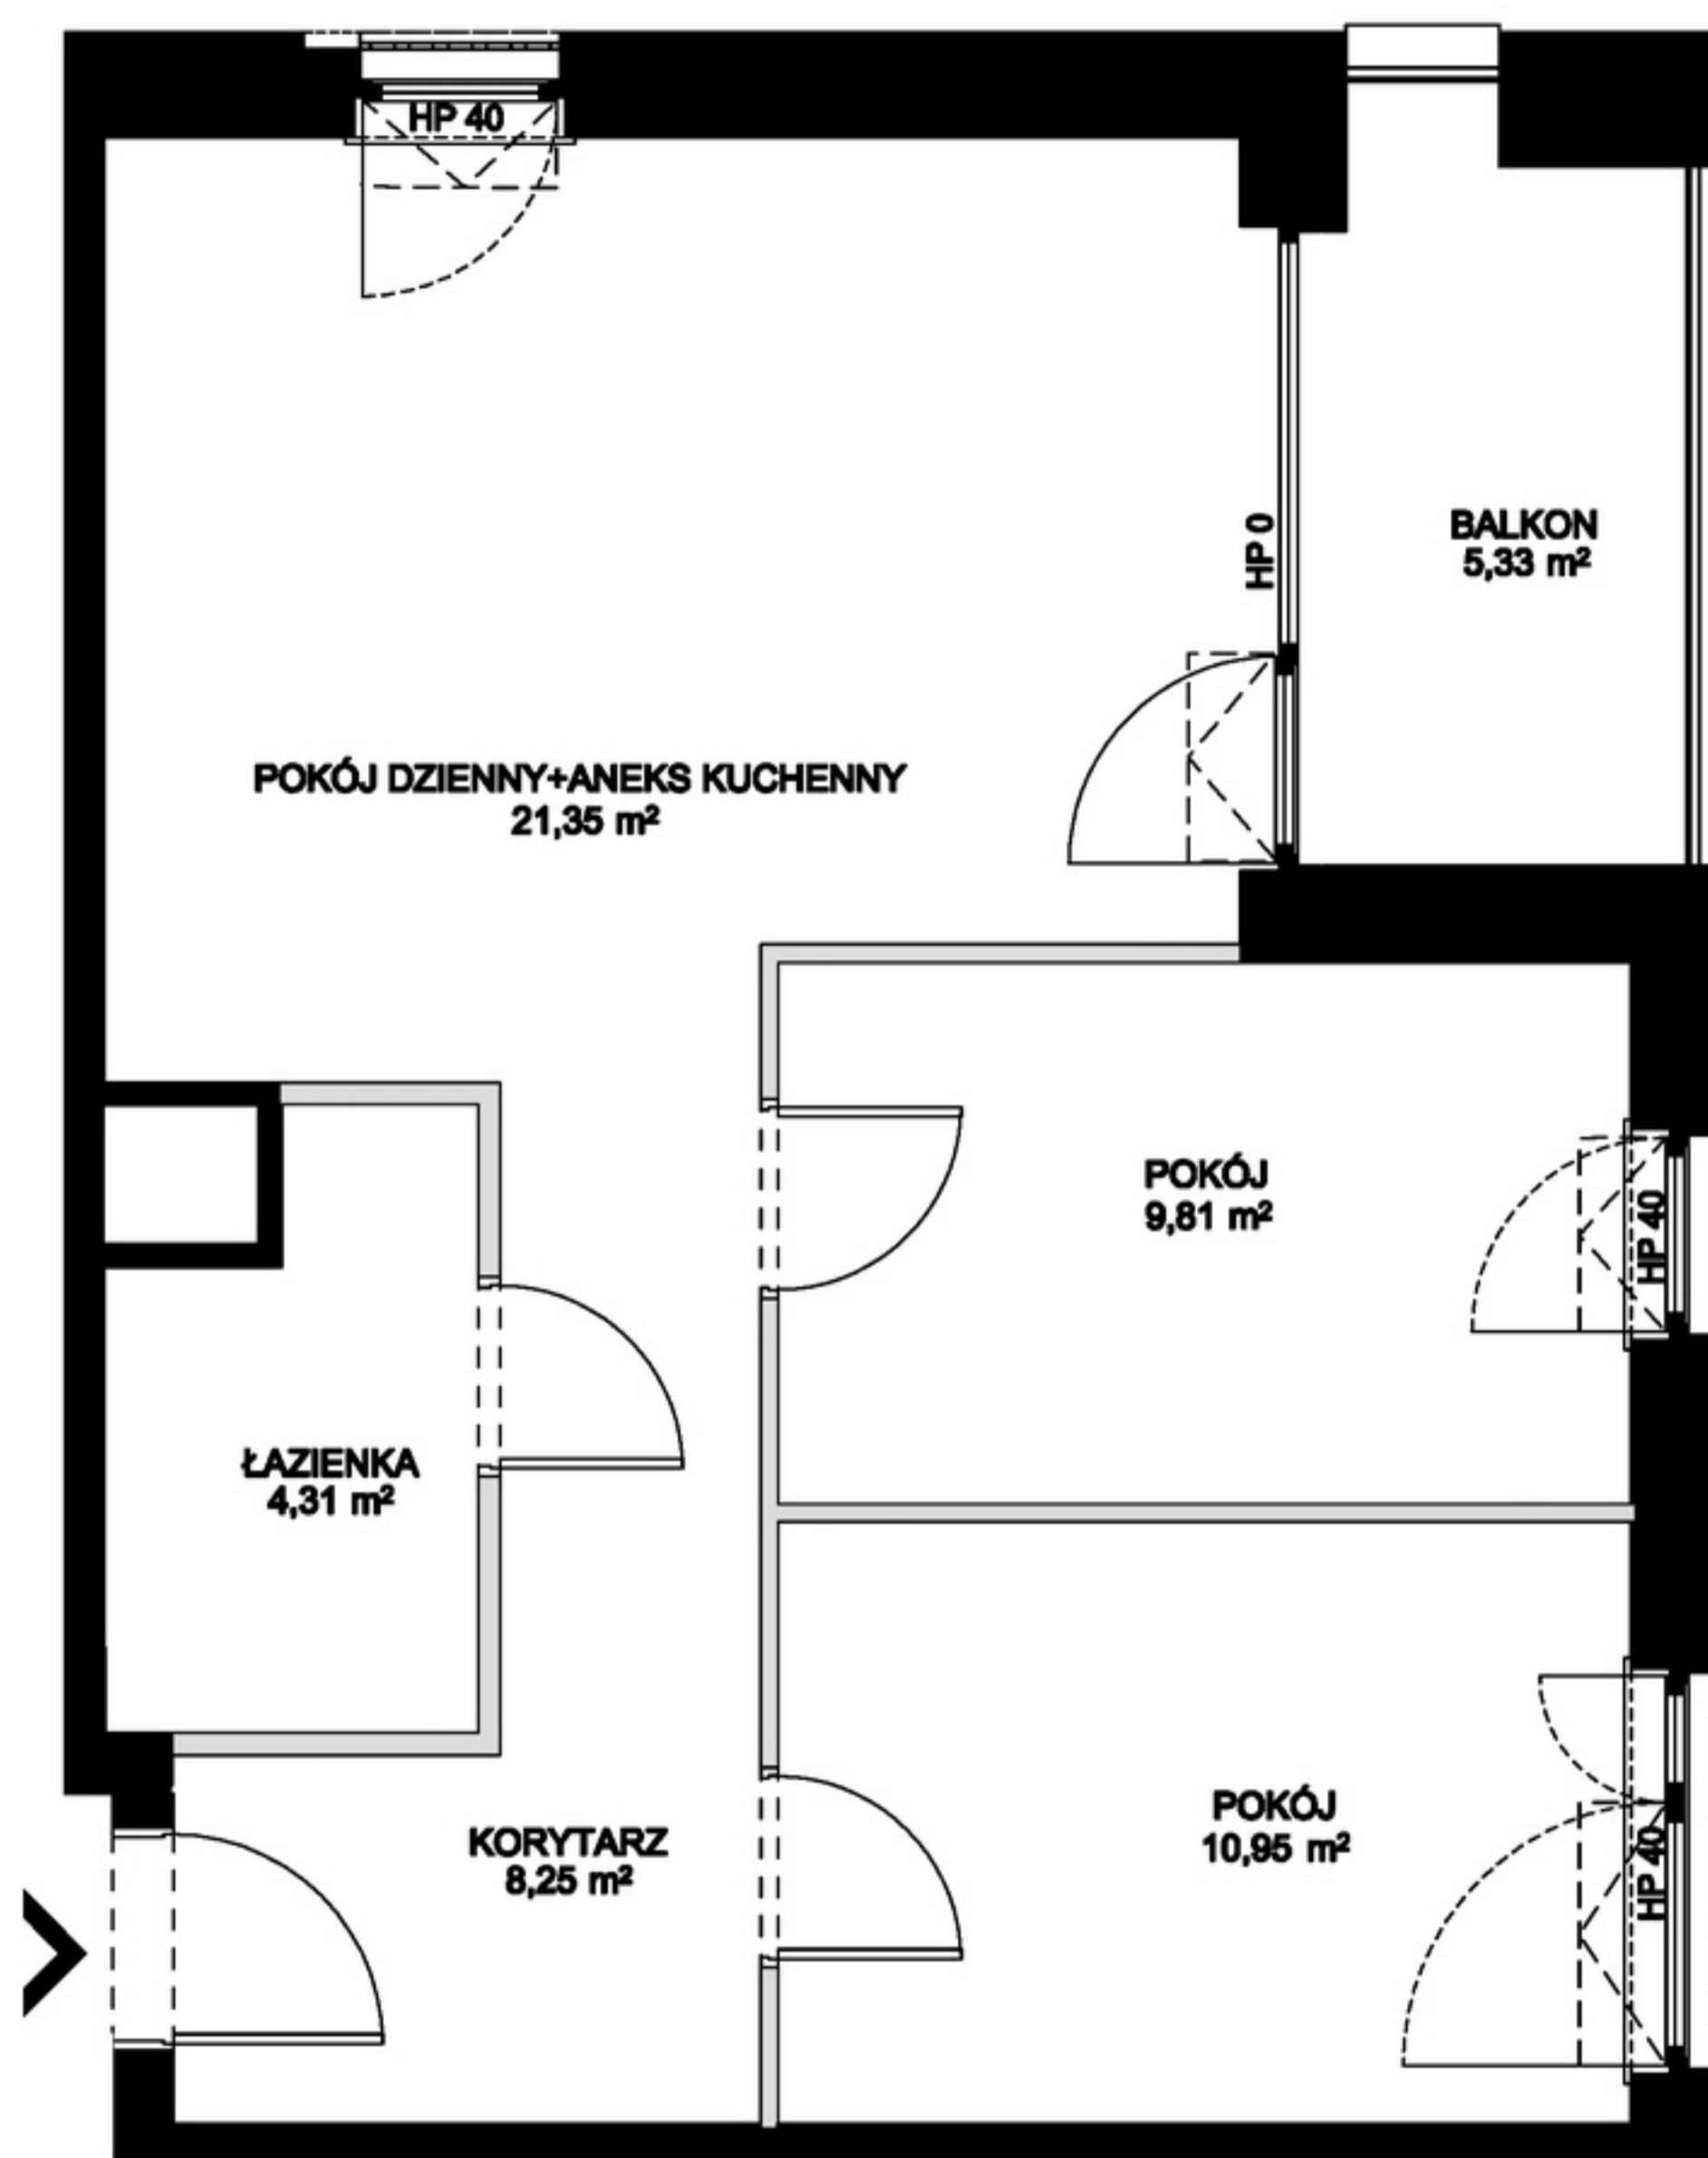 HP 40
HP 0
BALKON
5,33 m²
POKÓJ DZIENNY+ANEKS KUCHENNY
21,35 m²
POKÓJ
9,81 m²
HP 40
ŁAZIENKA
4,31 m²
POKÓJ
10,95 m²
HP 40
KORYTARZ
8,25 m²